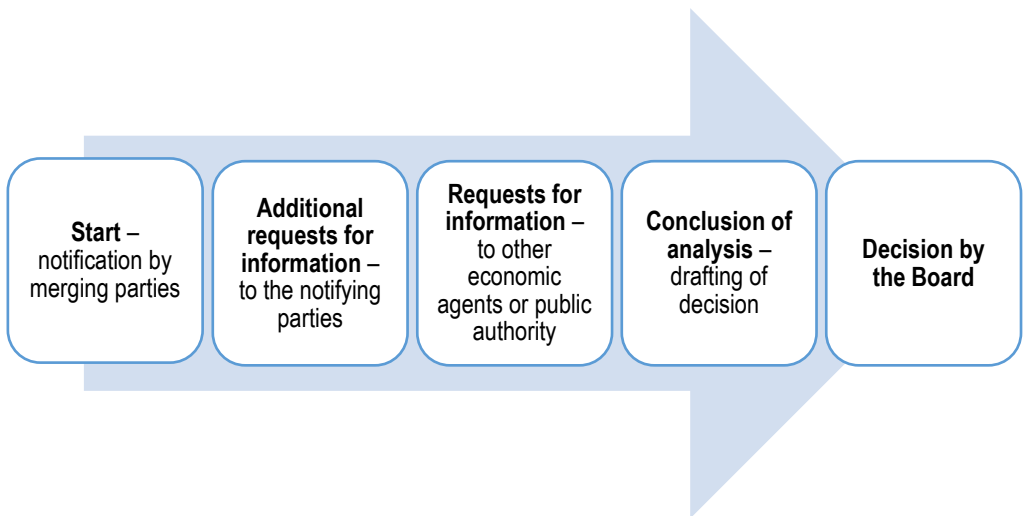 Start –
notification by
merging parties
Additional
requests for
information –
to the notifying
parties
Requests for
information –
to other
economic
agents or public
authority
Conclusion of
analysis –
drafting of
decision
Decision by
the Board